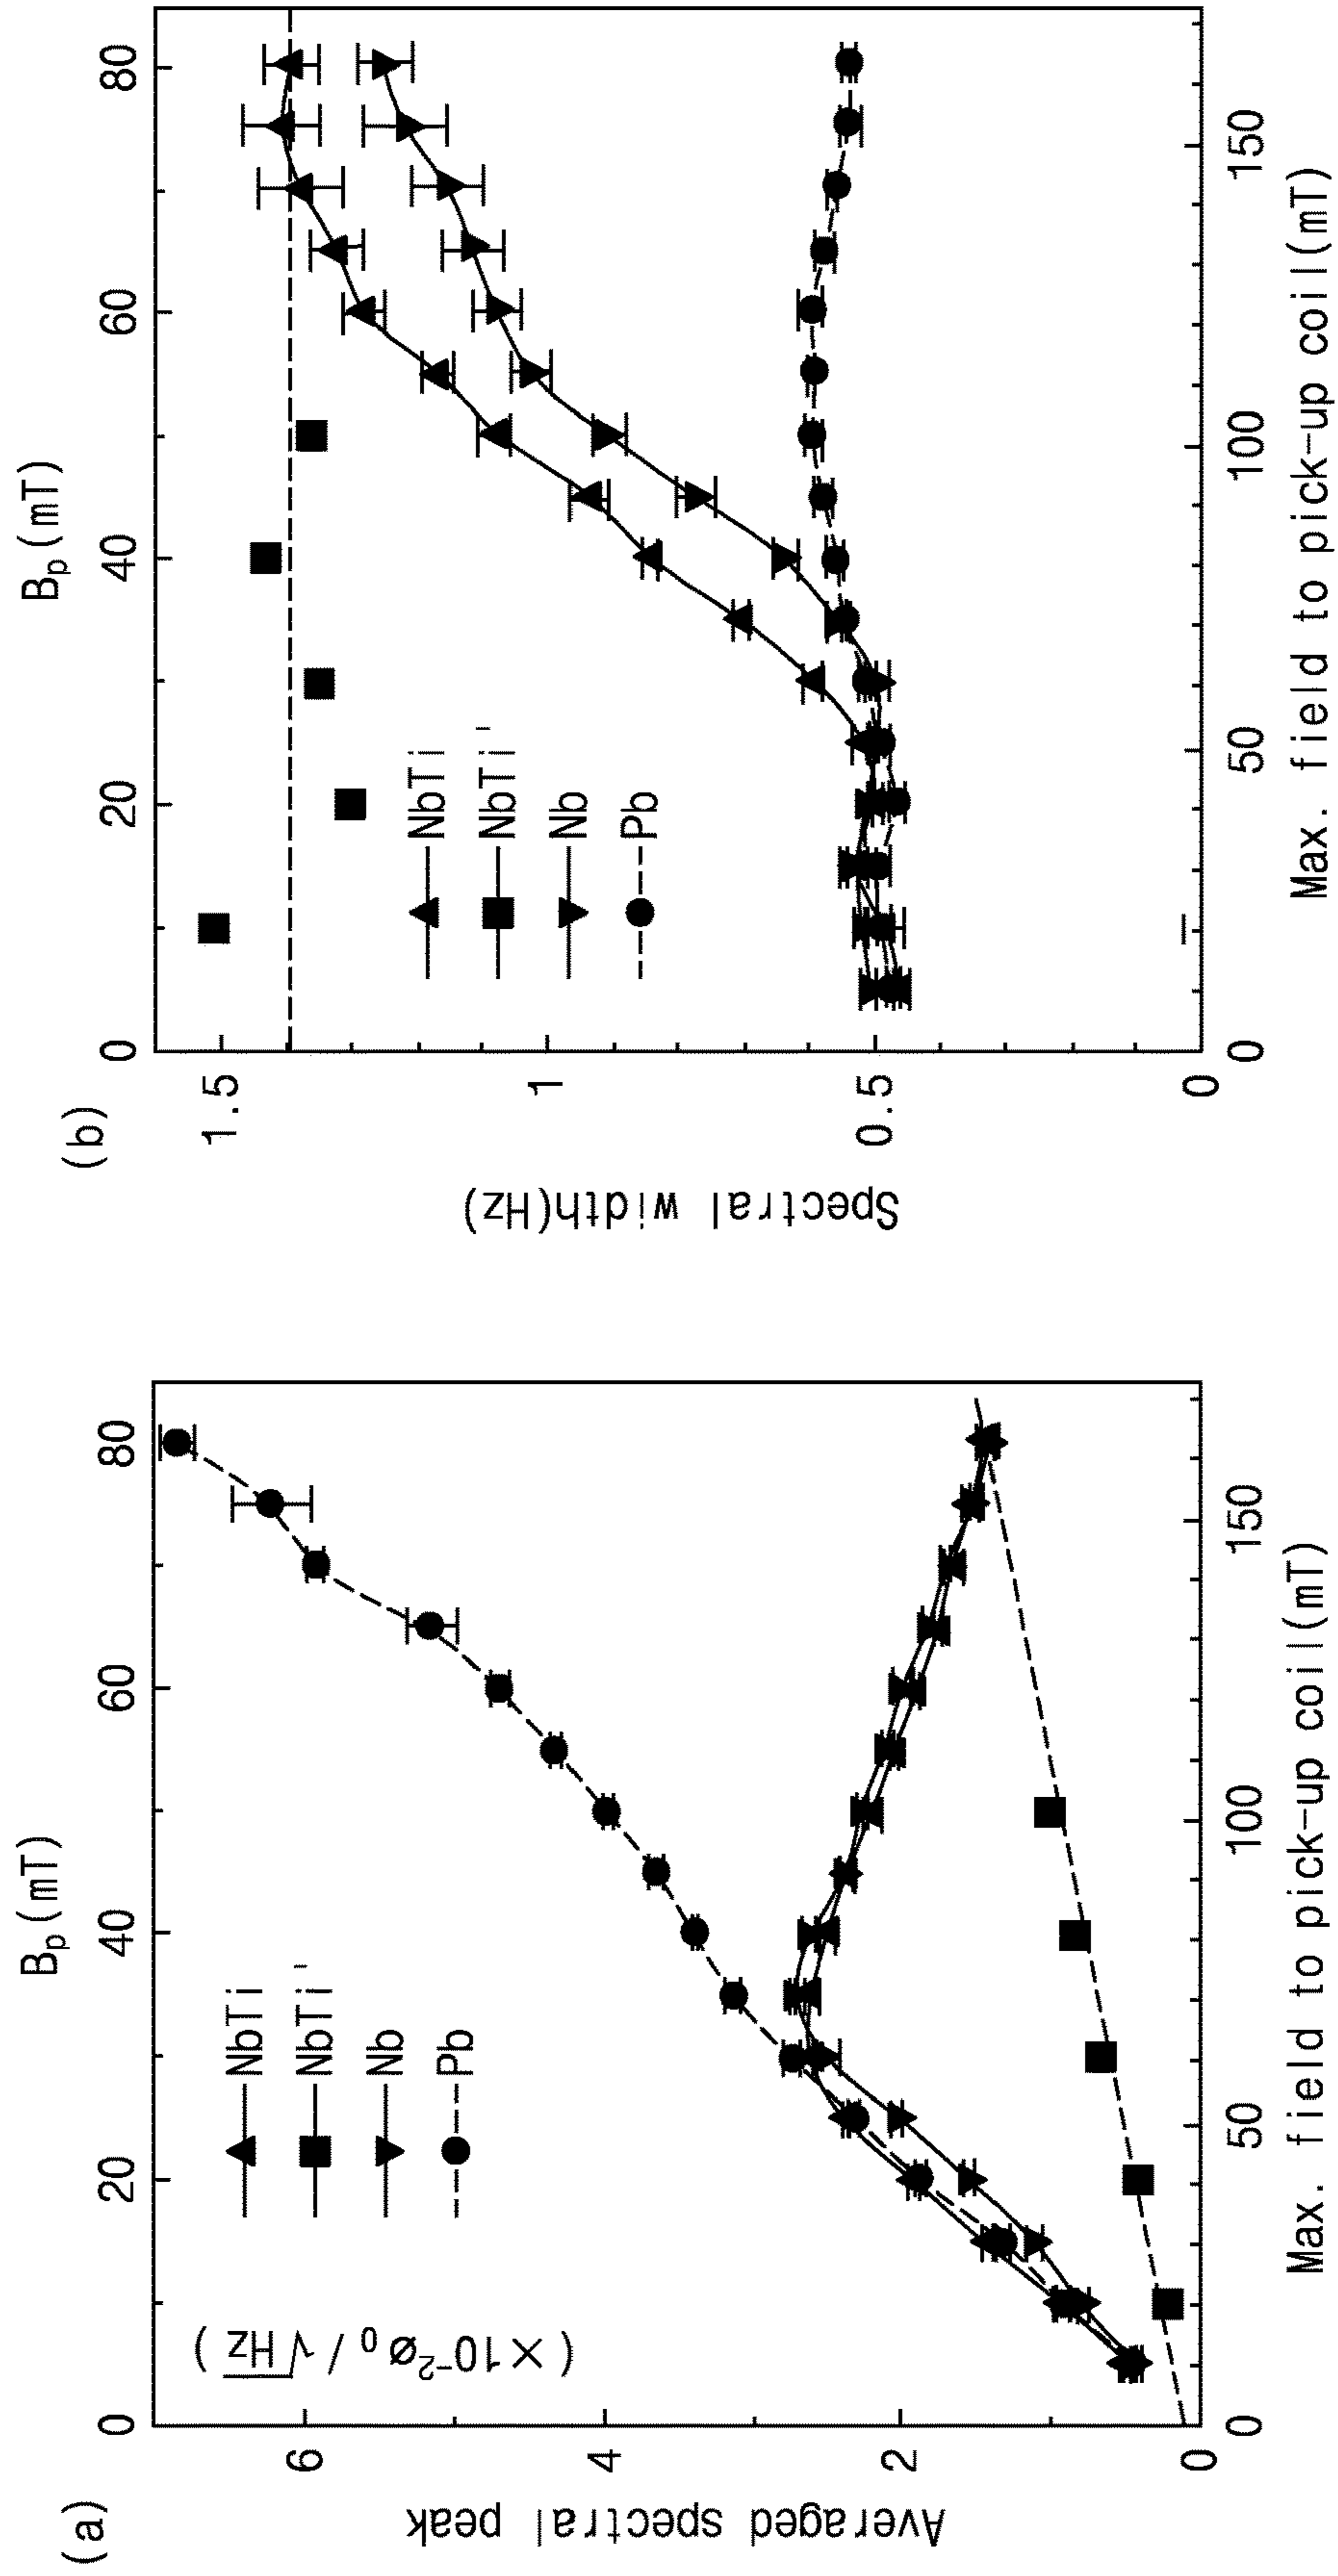 (a)
Bp(mT)
0 20 40 60 80
(×10⁻²ø₀/√Hz)
NbTi
NbTi'
Nb
Pb
Averaged spectral peak
6
4
2
0
0 50 100 150
Max. field to pick-up coil(mT)
(b)
Bp(mT)
0 20 40 60 80
NbTi
NbTi'
Nb
Pb
Spectral width(Hz)
1.5
1
0.5
0
0 50 100 150
Max. field to pick-up coil(mT)